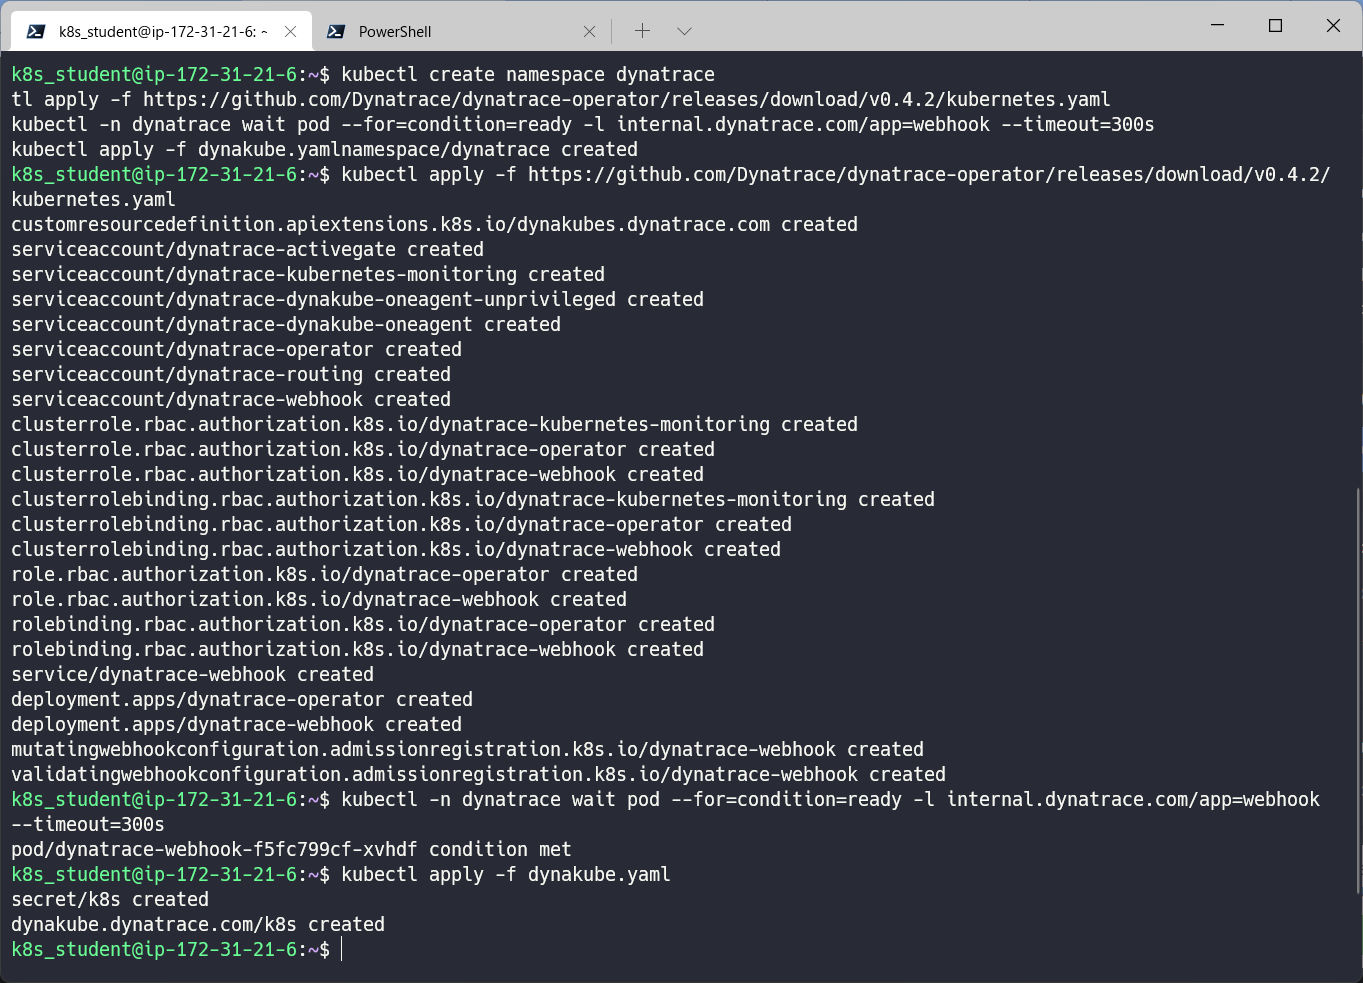 k8s_student@ip-172-31-21-6: ~
PowerShell
k8s_student@ip-172-31-21-6:~$ kubectl create namespace dynatrace
tl apply -f https://github.com/Dynatrace/dynatrace-operator/releases/download/v0.4.2/kubernetes.yaml
kubectl -n dynatrace wait pod --for=condition=ready -l internal.dynatrace.com/app=webhook --timeout=300s
kubectl apply -f dynakube.yamlnamespace/dynatrace created
k8s_student@ip-172-31-21-6:~$ kubectl apply -f https://github.com/Dynatrace/dynatrace-operator/releases/download/v0.4.2/
kubernetes.yaml
customresourcedefinition.apiextensions.k8s.io/dynakubes.dynatrace.com created
serviceaccount/dynatrace-activegate created
serviceaccount/dynatrace-kubernetes-monitoring created
serviceaccount/dynatrace-dynakube-oneagent-unprivileged created
serviceaccount/dynatrace-dynakube-oneagent created
serviceaccount/dynatrace-operator created
serviceaccount/dynatrace-routing created
serviceaccount/dynatrace-webhook created
clusterrole.rbac.authorization.k8s.io/dynatrace-kubernetes-monitoring created
clusterrole.rbac.authorization.k8s.io/dynatrace-operator created
clusterrole.rbac.authorization.k8s.io/dynatrace-webhook created
clusterrolebinding.rbac.authorization.k8s.io/dynatrace-kubernetes-monitoring created
clusterrolebinding.rbac.authorization.k8s.io/dynatrace-operator created
clusterrolebinding.rbac.authorization.k8s.io/dynatrace-webhook created
role.rbac.authorization.k8s.io/dynatrace-operator created
role.rbac.authorization.k8s.io/dynatrace-webhook created
rolebinding.rbac.authorization.k8s.io/dynatrace-operator created
rolebinding.rbac.authorization.k8s.io/dynatrace-webhook created
service/dynatrace-webhook created
deployment.apps/dynatrace-operator created
deployment.apps/dynatrace-webhook created
mutatingwebhookconfiguration.admissionregistration.k8s.io/dynatrace-webhook created
validatingwebhookconfiguration.admissionregistration.k8s.io/dynatrace-webhook created
k8s_student@ip-172-31-21-6:~$ kubectl -n dynatrace wait pod --for=condition=ready -l internal.dynatrace.com/app=webhook
--timeout=300s
pod/dynatrace-webhook-f5fc799cf-xvhdf condition met
k8s_student@ip-172-31-21-6:~$ kubectl apply -f dynakube.yaml
secret/k8s created
dynakube.dynatrace.com/k8s created
k8s_student@ip-172-31-21-6:~$